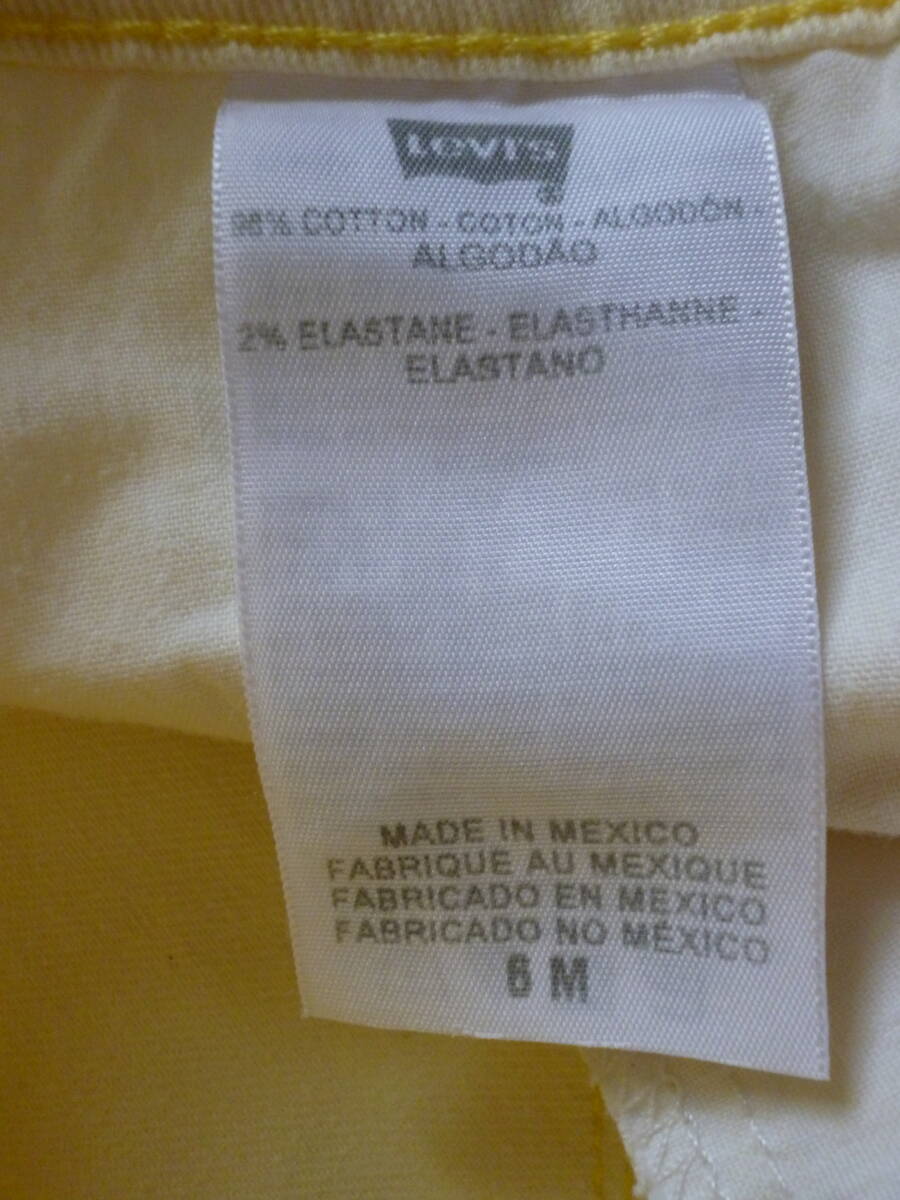 Levi's
98% COTTON - COTON - ALGODÓN -
ALGODÃO
2% ELASTANE - ELASTHANNE -
ELASTANO
MADE IN MEXICO
FABRIQUE AU MEXIQUE
FABRICADO EN MEXICO
FABRICADO NO MÉXICO
6 M